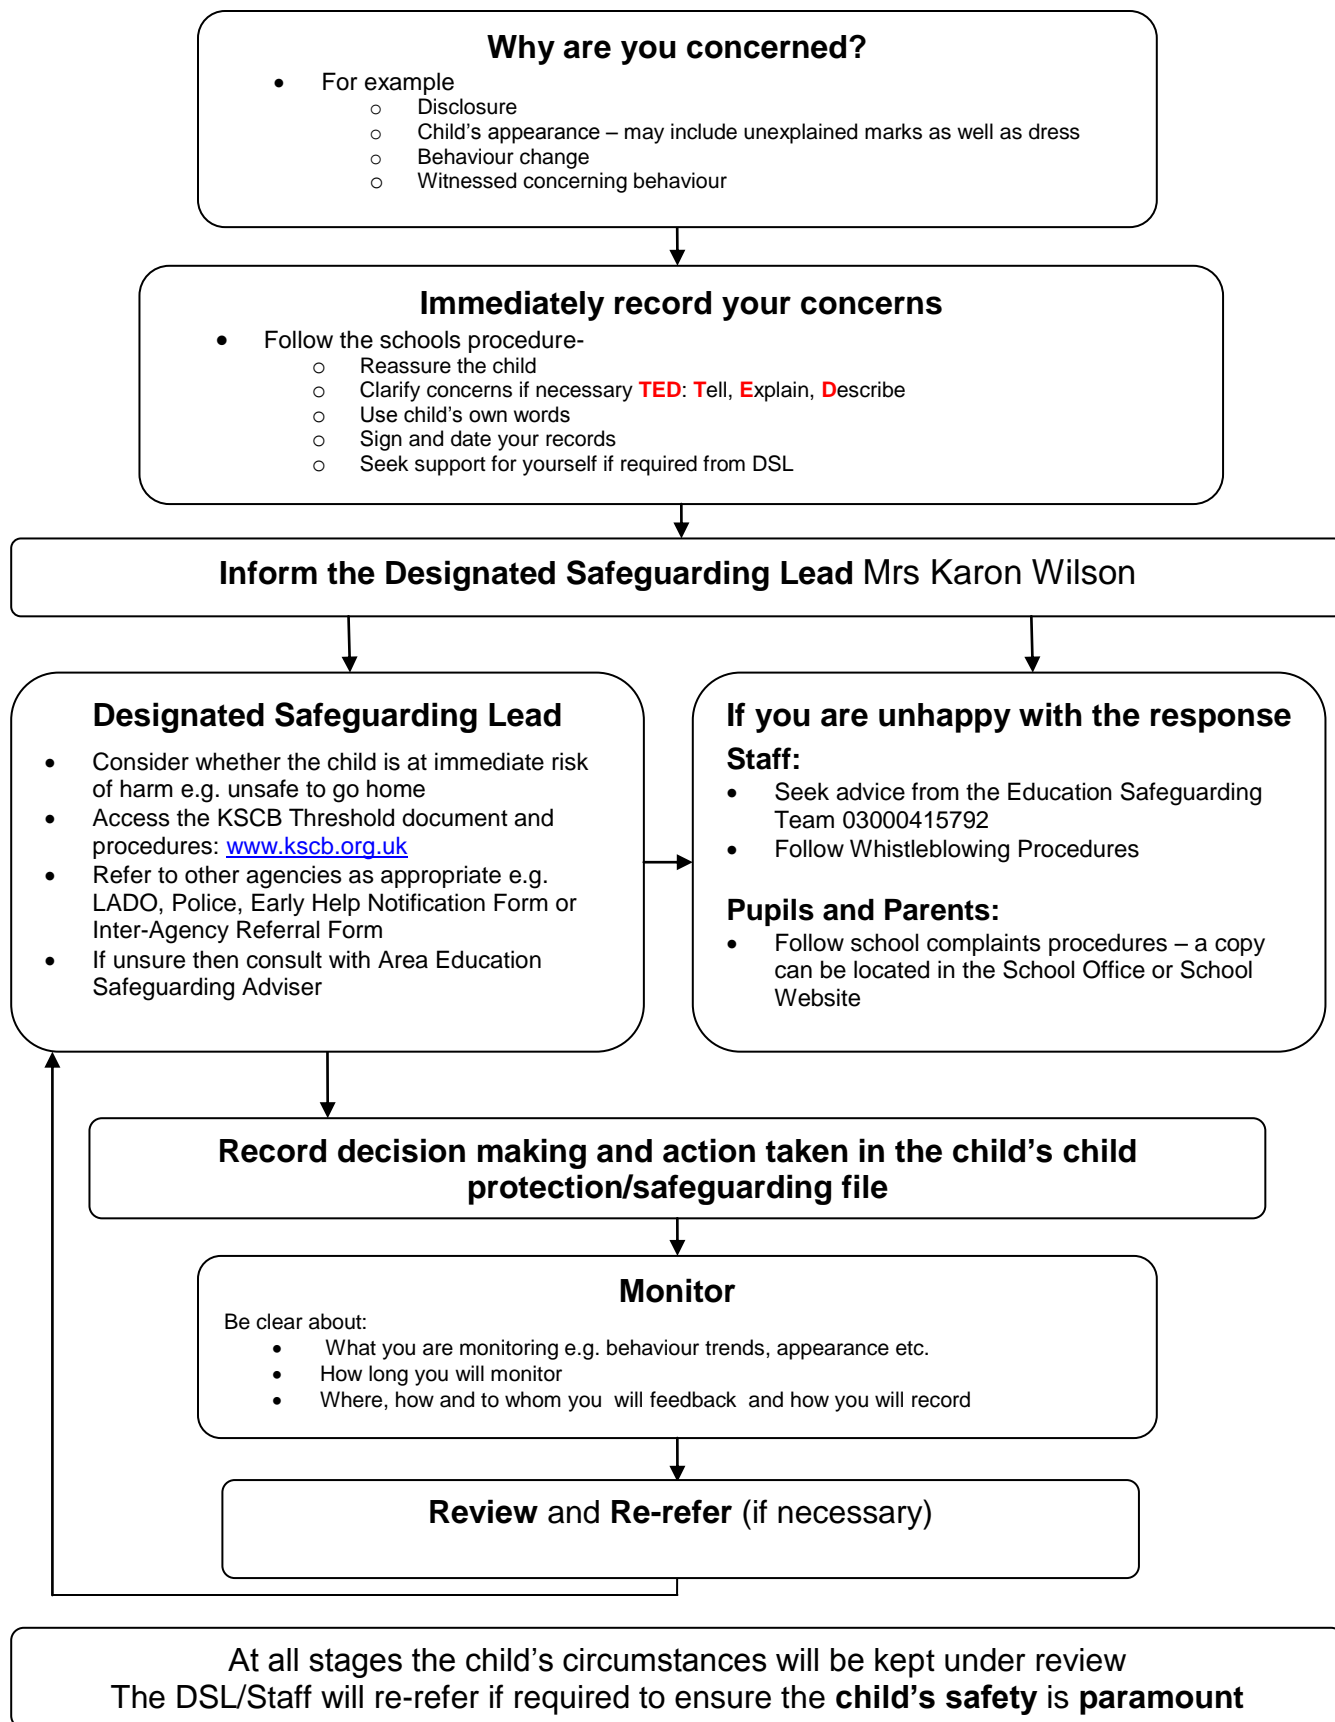 Why are you concerned?
• For example
o Disclosure
o Child’s appearance – may include unexplained marks as well as dress
o Behaviour change
o Witnessed concerning behaviour
Immediately record your concerns
• Follow the schools procedure-
o Reassure the child
o Clarify concerns if necessary TED: Tell, Explain, Describe
o Use child’s own words
o Sign and date your records
o Seek support for yourself if required from DSL
Inform the Designated Safeguarding Lead Mrs Karon Wilson
Designated Safeguarding Lead
• Consider whether the child is at immediate risk
of harm e.g. unsafe to go home
• Access the KSCB Threshold document and
procedures: www.kscb.org.uk
• Refer to other agencies as appropriate e.g.
LADO, Police, Early Help Notification Form or
Inter-Agency Referral Form
• If unsure then consult with Area Education
Safeguarding Adviser
If you are unhappy with the response
Staff:
• Seek advice from the Education Safeguarding
Team 03000415792
• Follow Whistleblowing Procedures
Pupils and Parents:
• Follow school complaints procedures – a copy
can be located in the School Office or School
Website
Record decision making and action taken in the child’s child
protection/safeguarding file
Monitor
Be clear about:
• What you are monitoring e.g. behaviour trends, appearance etc.
• How long you will monitor
• Where, how and to whom you will feedback and how you will record
Review and Re-refer (if necessary)
At all stages the child’s circumstances will be kept under review
The DSL/Staff will re-refer if required to ensure the child’s safety is paramount